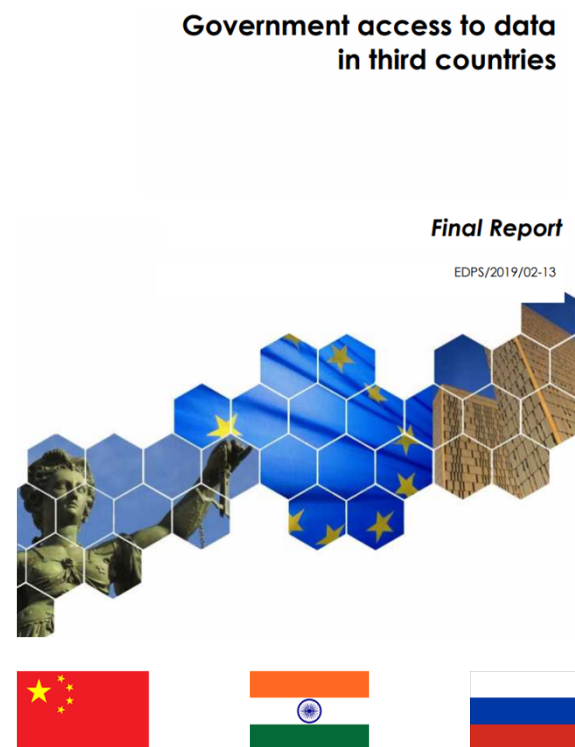 Government access to data
in third countries
Final Report
EDPS/2019/02-13